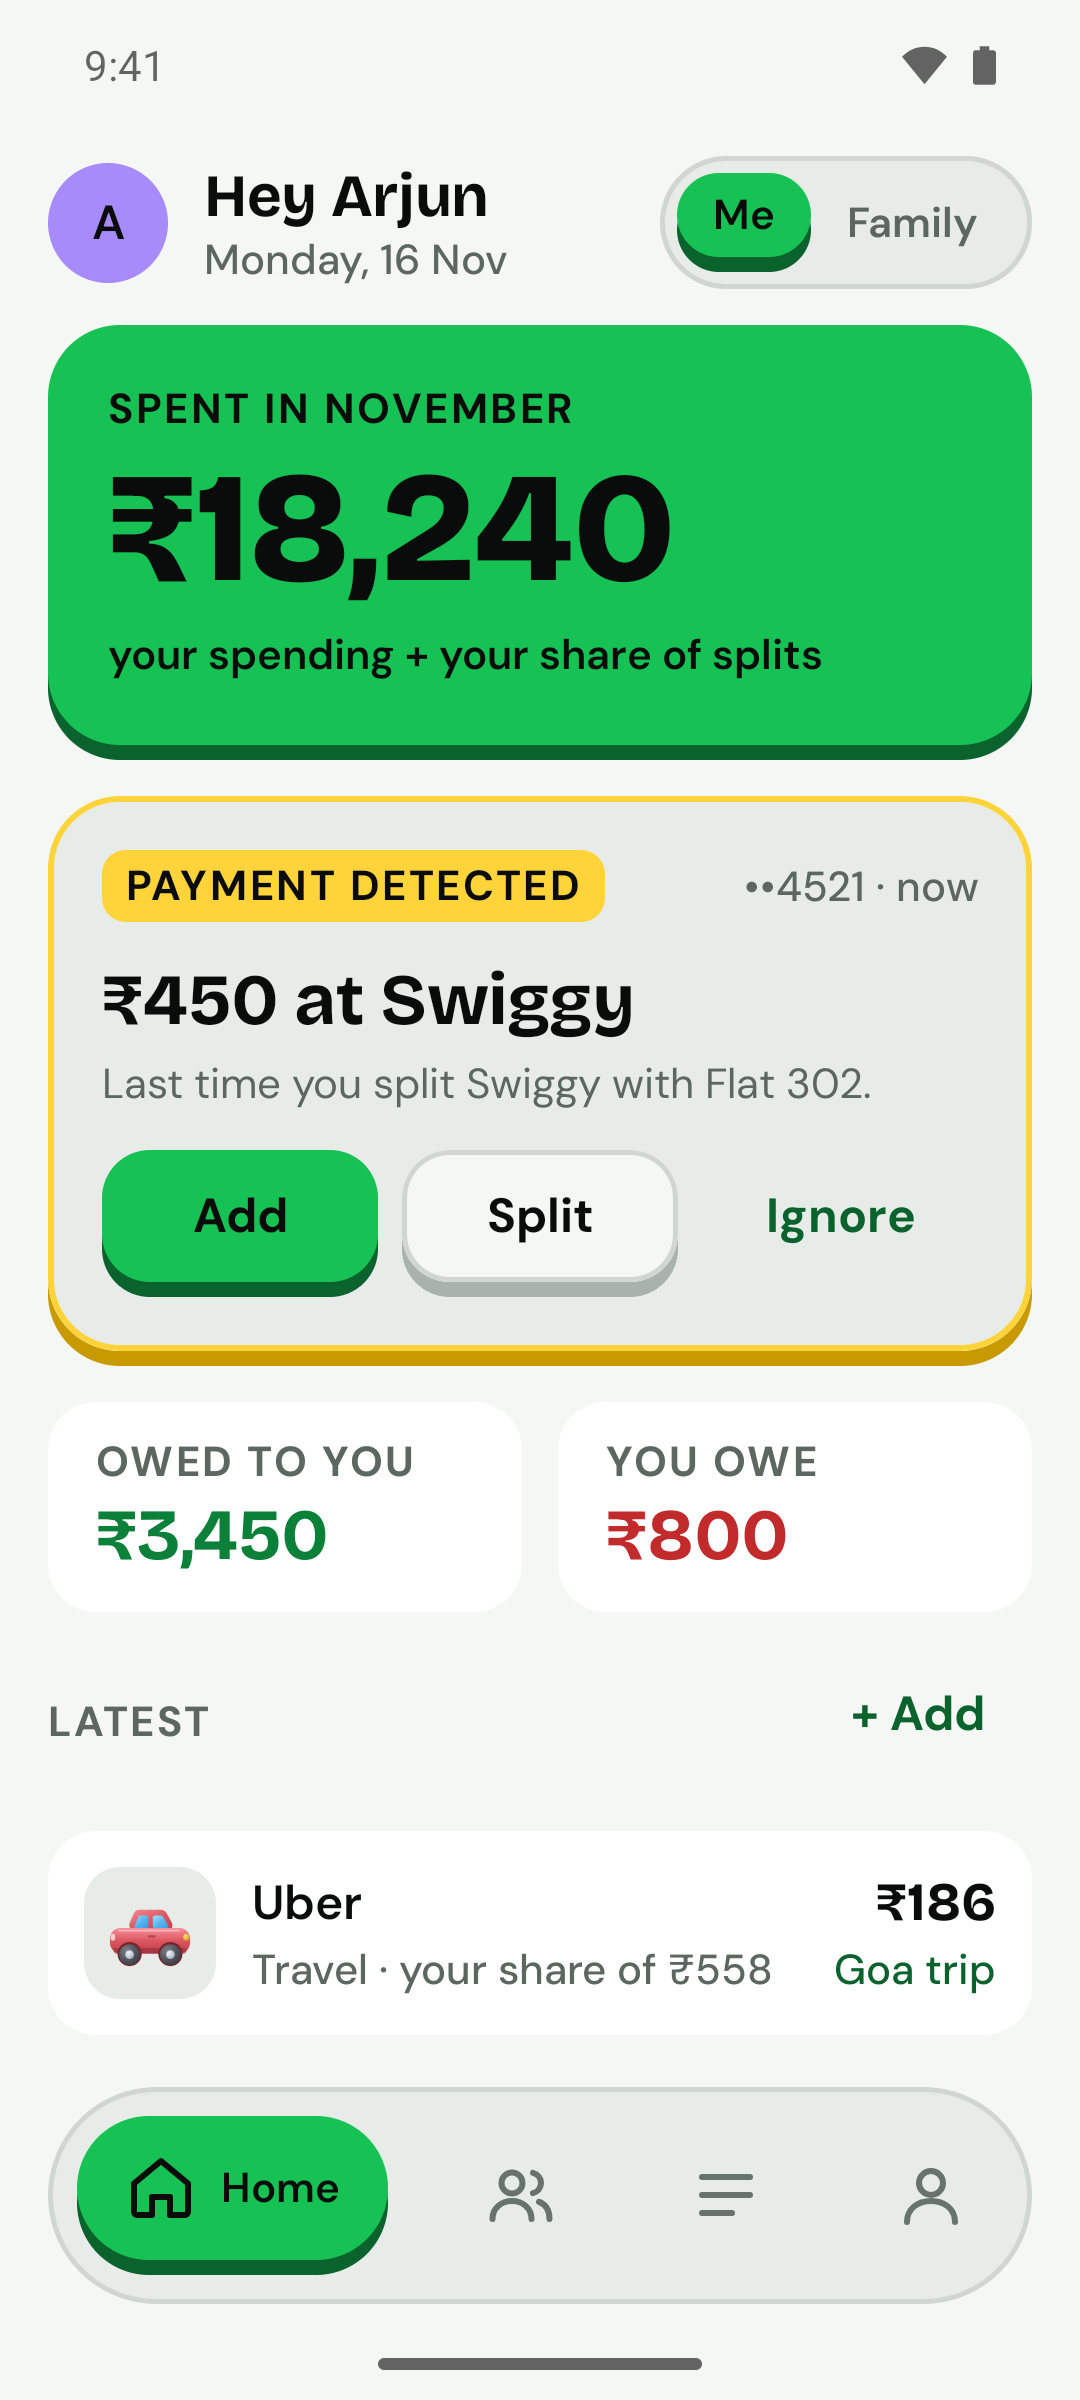 9:41
A
Hey Arjun
Monday, 16 Nov
Me
Family
SPENT IN NOVEMBER
₹18,240
your spending + your share of splits
PAYMENT DETECTED
••4521 · now
₹450 at Swiggy
Last time you split Swiggy with Flat 302.
Add
Split
Ignore
OWED TO YOU
₹3,450
YOU OWE
₹800
LATEST
+ Add
Uber
₹186
Travel · your share of ₹558
Goa trip
Home